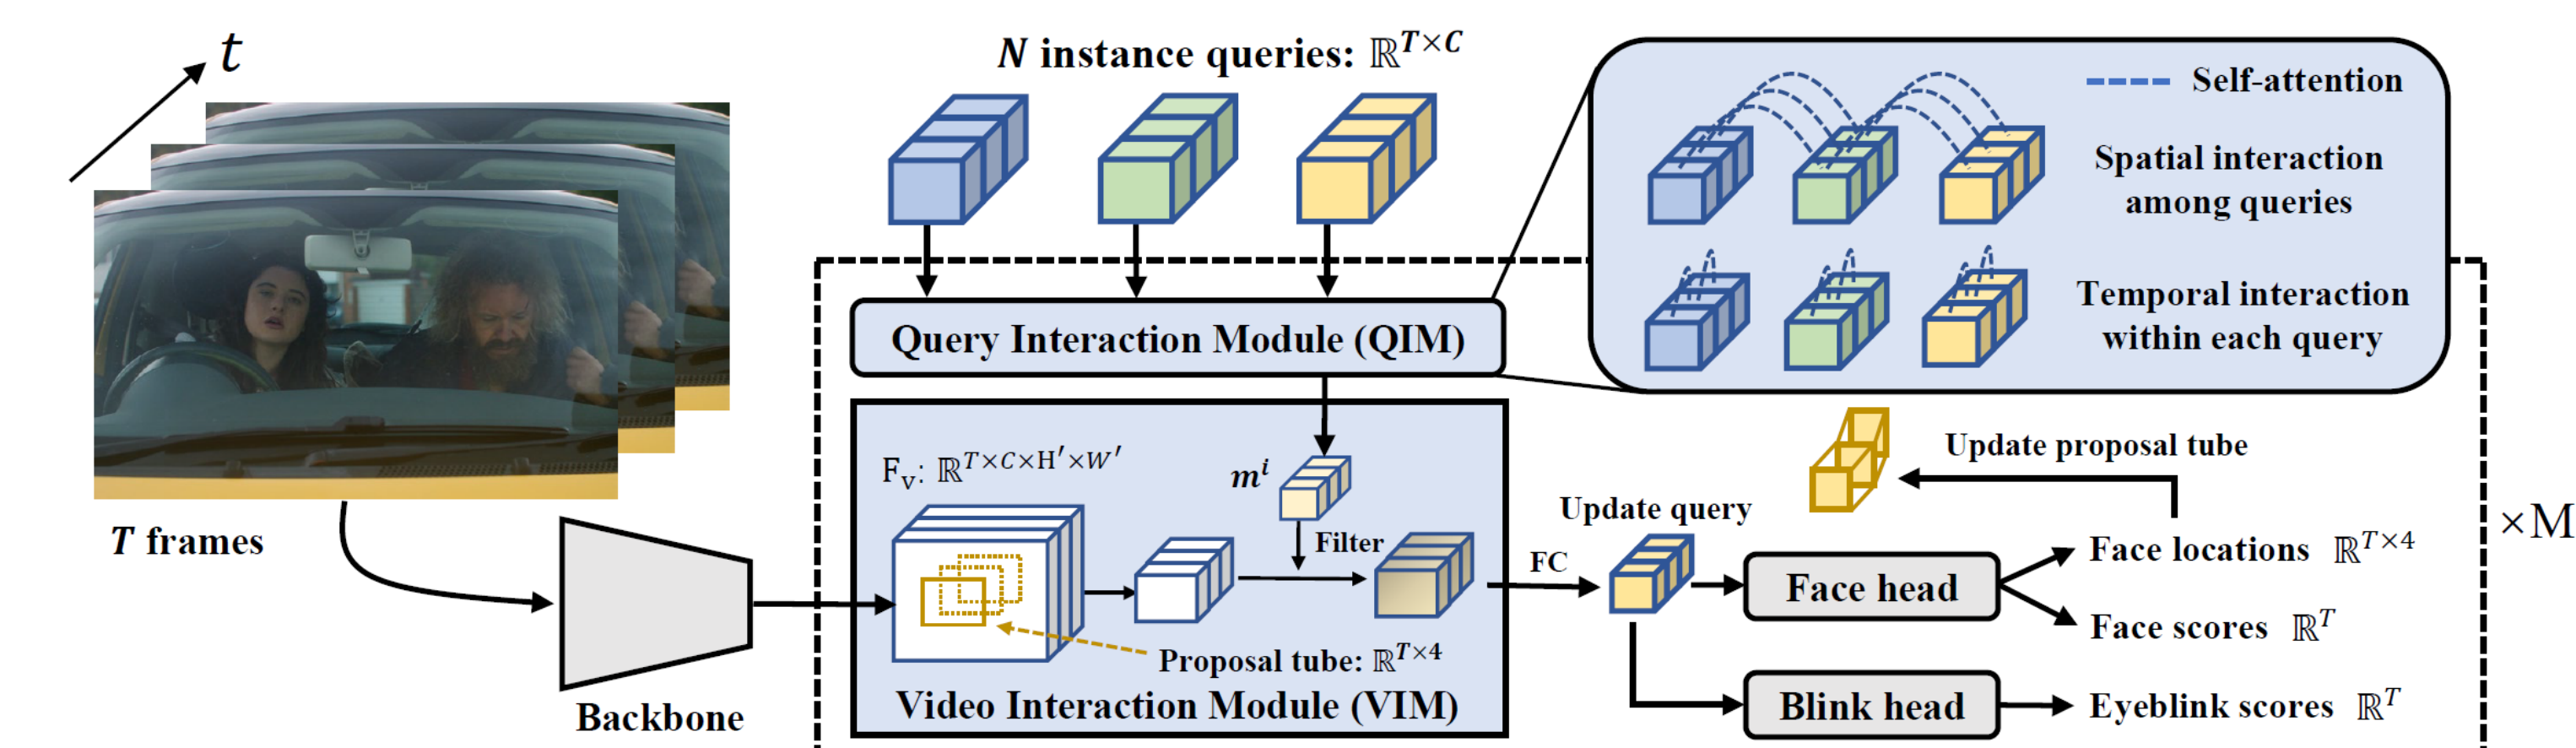 t
T frames
Backbone
N instance queries: ℝ^{T×C}
Query Interaction Module (QIM)
Self-attention
Spatial interaction
among queries
Temporal interaction
within each query
F_v: ℝ^{T×C×H′×W′}
m^i
Filter
Proposal tube: ℝ^{T×4}
Video Interaction Module (VIM)
FC
Update query
Update proposal tube
Face head
Face locations ℝ^{T×4}
Face scores ℝ^T
Blink head
Eyeblink scores ℝ^T
×M